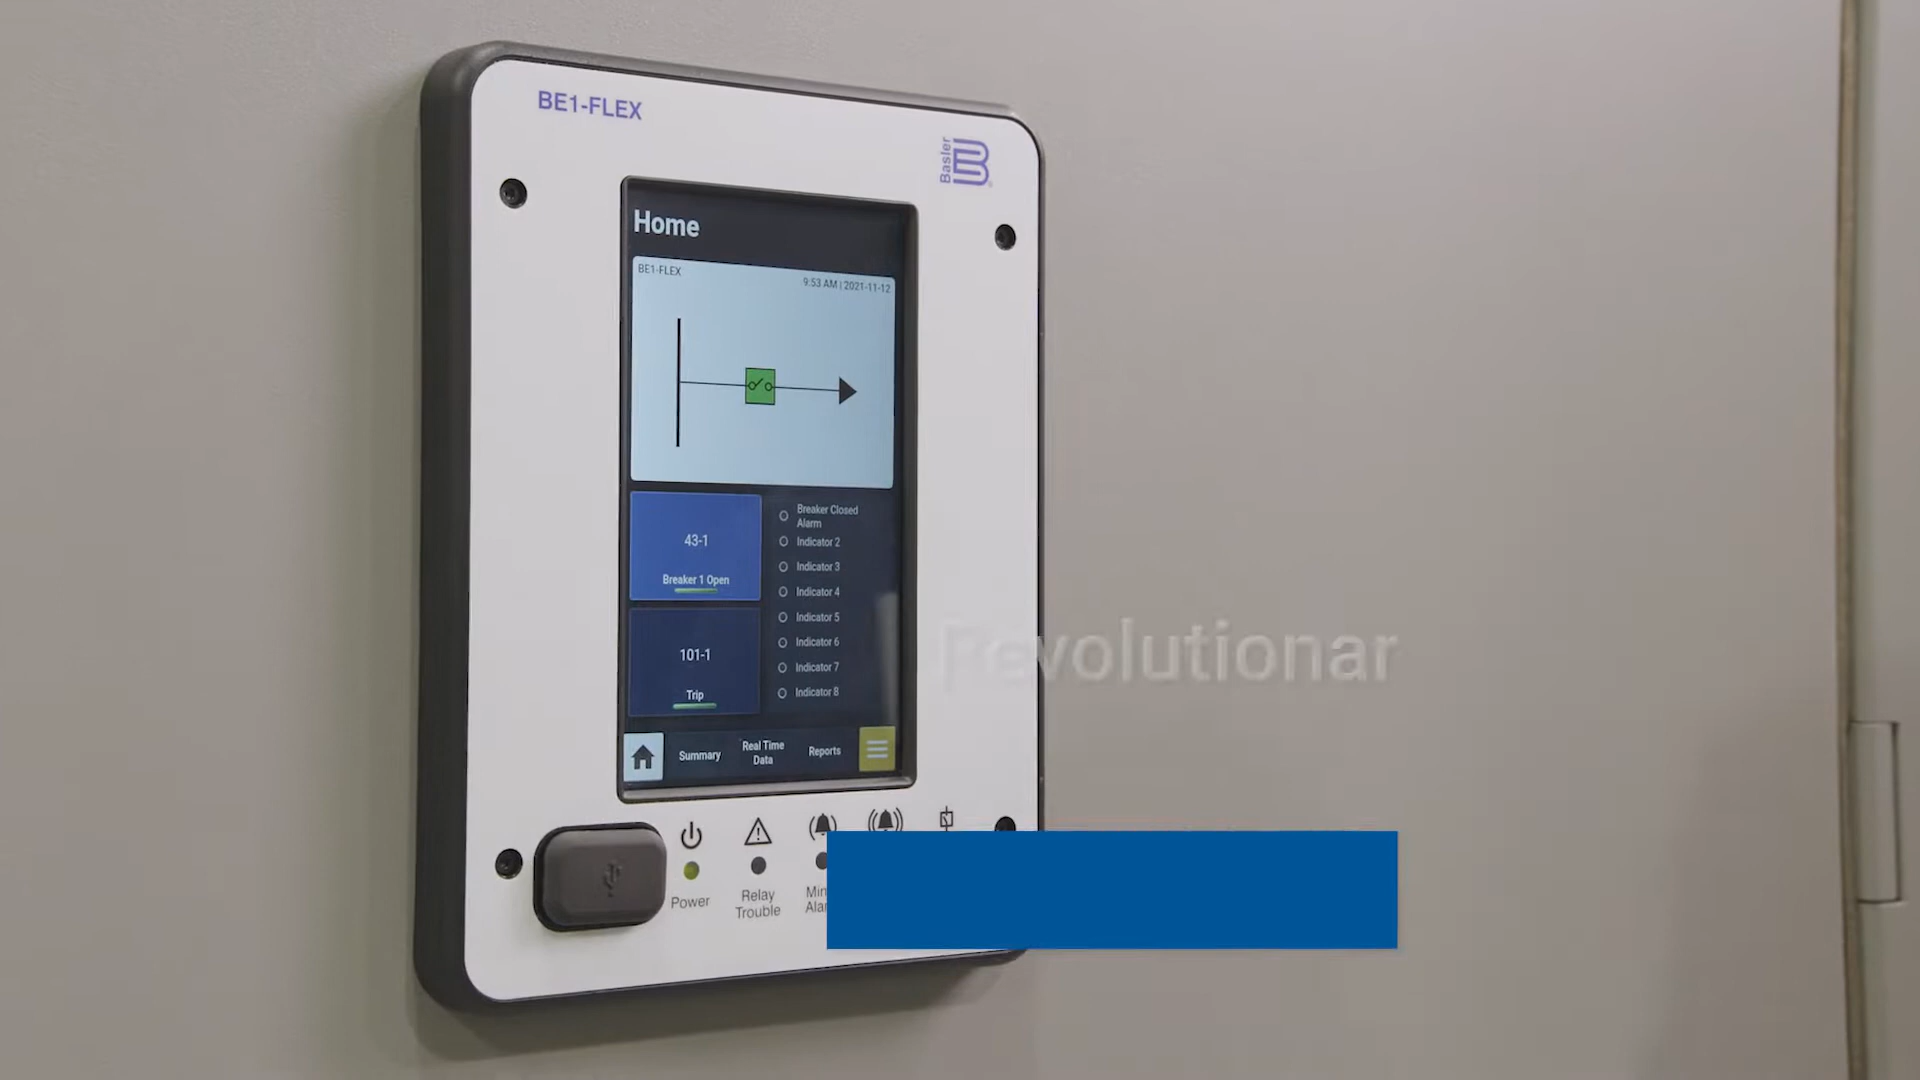 BE1-FLEX
Basler
Home
BE1-FLEX
9:53 AM | 2021-11-12
43-1
Breaker 1 Open
101-1
Trip
Breaker Closed
Alarm
Indicator 2
Indicator 3
Indicator 4
Indicator 5
Indicator 6
Indicator 7
Indicator 8
Summary
Real Time
Data
Reports
Power
Relay
Trouble
Revolutionar